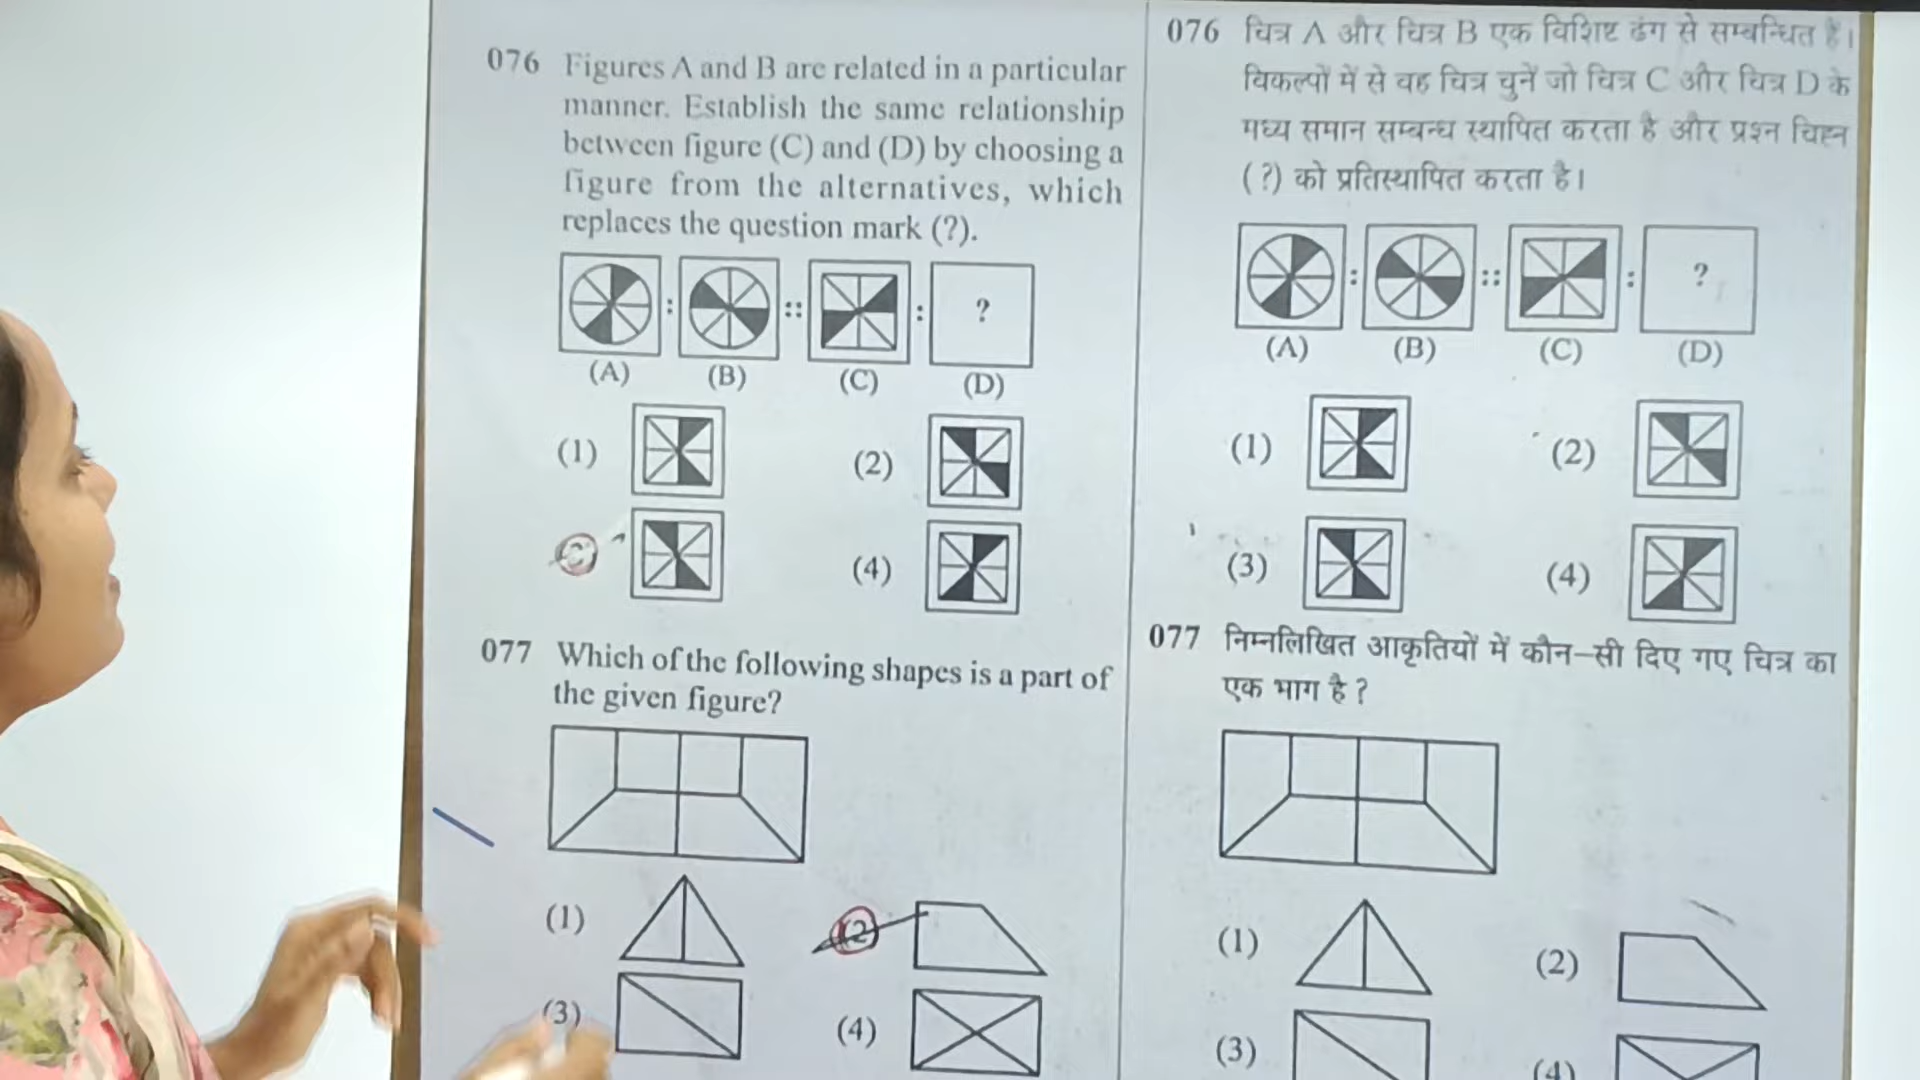 076 Figures A and B are related in a particular
manner. Establish the same relationship
between figure (C) and (D) by choosing a
figure from the alternatives, which
replaces the question mark (?).
: :: : ?
(A) (B) (C) (D)
(1) (2)
(4)
077 Which of the following shapes is a part of
the given figure?
(1) (2)
(3) (4)
076 चित्र A और चित्र B एक विशिष्ट ढंग से सम्बन्धित है।
विकल्पों में से वह चित्र चुनें जो चित्र C और चित्र D के
मध्य समान सम्बन्ध स्थापित करता है और प्रश्न चिह्न
(?) को प्रतिस्थापित करता है।
: :: : ?
(A) (B) (C) (D)
(1) (2)
(3) (4)
077 निम्नलिखित आकृतियों में कौन-सी दिए गए चित्र का
एक भाग है ?
(1) (2)
(3) (4)